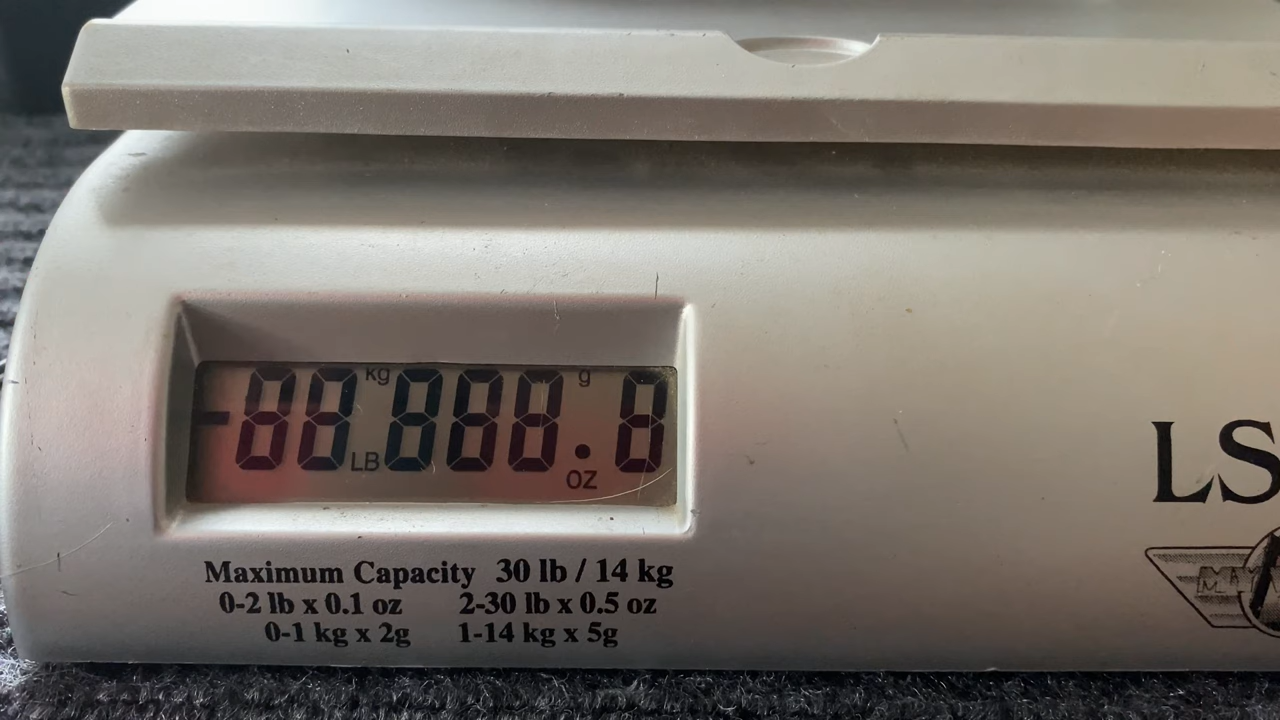 -88 kg 888 g . 8
LB OZ
Maximum Capacity 30 lb / 14 kg
0-2 lb x 0.1 oz 2-30 lb x 0.5 oz
0-1 kg x 2g 1-14 kg x 5g
LS